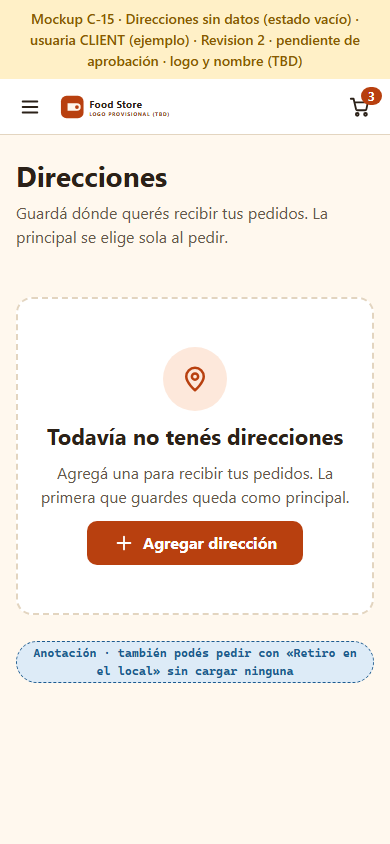 Mockup C-15 · Direcciones sin datos (estado vacío) ·
usuaria CLIENT (ejemplo) · Revision 2 · pendiente de
aprobación · logo y nombre (TBD)
Food Store
LOGO PROVISIONAL (TBD)
3
Direcciones
Guardá dónde querés recibir tus pedidos. La
principal se elige sola al pedir.
Todavía no tenés direcciones
Agregá una para recibir tus pedidos. La
primera que guardes queda como principal.
Agregar dirección
Anotación · también podés pedir con «Retiro en
el local» sin cargar ninguna